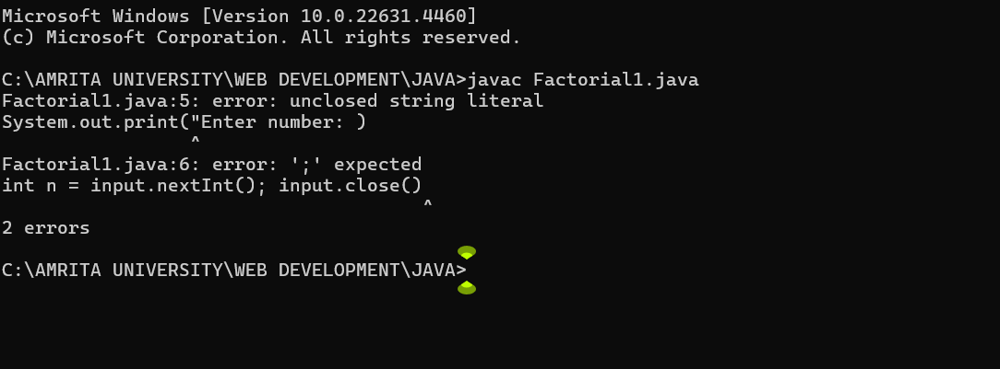 Microsoft Windows [Version 10.0.22631.4460]
(c) Microsoft Corporation. All rights reserved.
C:\AMRITA UNIVERSITY\WEB DEVELOPMENT\JAVA>javac Factorial1.java
Factorial1.java:5: error: unclosed string literal
System.out.print("Enter number: )
^
Factorial1.java:6: error: ';' expected
int n = input.nextInt(); input.close()
^
2 errors
C:\AMRITA UNIVERSITY\WEB DEVELOPMENT\JAVA>